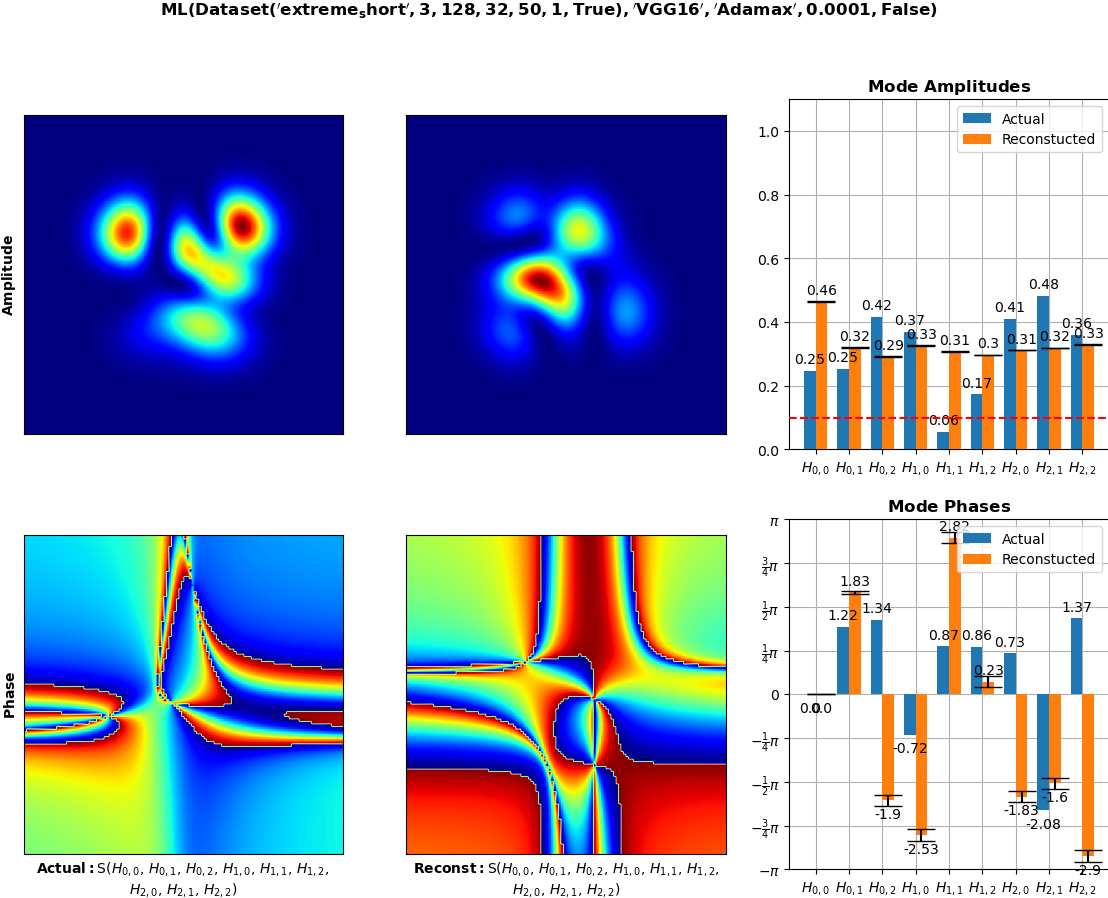 ML(Dataset('extreme_short', 3, 128, 32, 50, 1, True), 'VGG16', 'Adamax', 0.0001, False)
Amplitude
Mode Amplitudes
Actual
Reconstucted
1.0
0.8
0.6
0.4
0.2
0.0
0.25
0.46
0.25
0.32
0.42
0.29
0.37
0.33
0.06
0.31
0.17
0.3
0.41
0.31
0.48
0.32
0.36
0.33
H0,0 H0,1 H0,2 H1,0 H1,1 H1,2 H2,0 H2,1 H2,2
Phase
Actual:S(H0,0, H0,1, H0,2, H1,0, H1,1, H1,2,
H2,0, H2,1, H2,2)
Reconst:S(H0,0, H0,1, H0,2, H1,0, H1,1, H1,2,
H2,0, H2,1, H2,2)
Mode Phases
Actual
Reconstucted
π
3/4π
1/2π
1/4π
0
−1/4π
−1/2π
−3/4π
−π
0.0
0.0
1.22
1.83
1.34
-1.9
-0.72
-2.53
0.87
2.82
0.86
0.23
0.73
-1.83
-2.08
-1.6
1.37
-2.9
H0,0 H0,1 H0,2 H1,0 H1,1 H1,2 H2,0 H2,1 H2,2